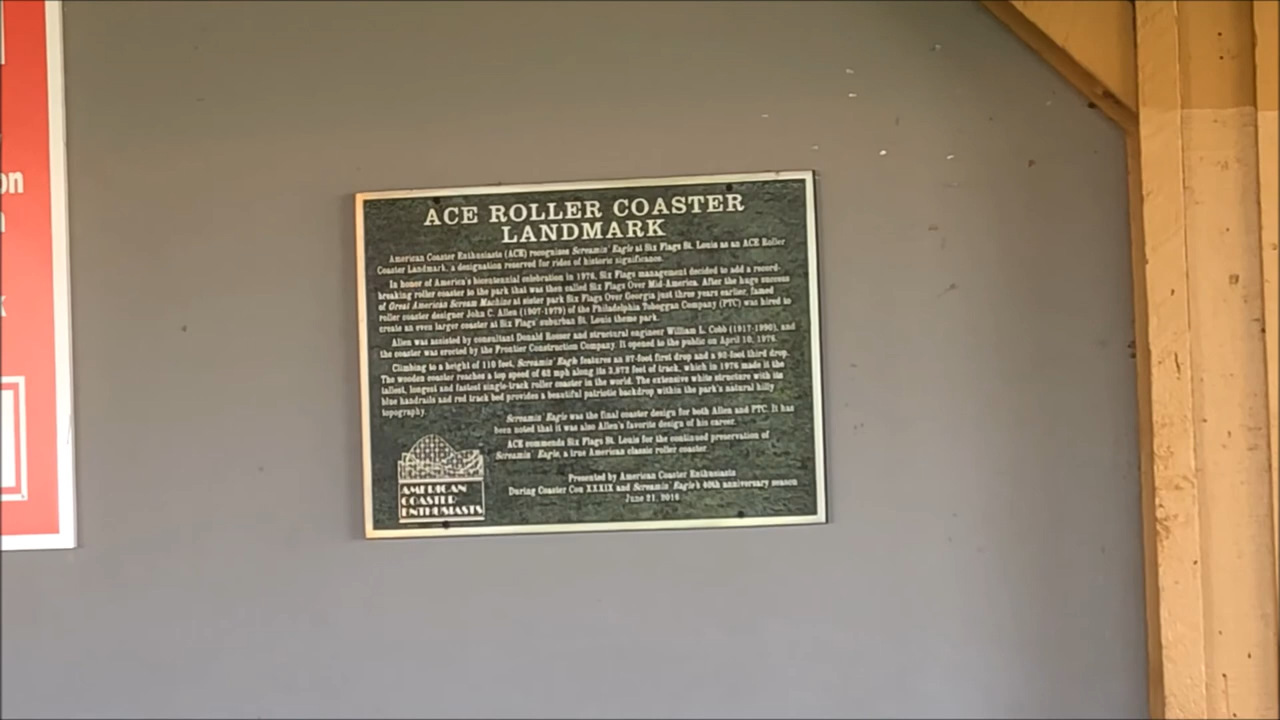 on
ACE ROLLER COASTER
LANDMARK
American Coaster Enthusiasts (ACE) recognizes Screamin' Eagle at Six Flags St. Louis as an ACE Roller
Coaster Landmark, a designation reserved for rides of historic significance.
In honor of America's bicentennial celebration in 1976, Six Flags management decided to add a record-
breaking roller coaster to the park that was then called Six Flags Over Mid-America. After the huge success
of Great American Scream Machine at sister park Six Flags Over Georgia just three years earlier, famed
roller coaster designer John C. Allen (1907-1979) of the Philadelphia Toboggan Company (PTC) was hired to
create an even larger coaster at Six Flags' suburban St. Louis theme park.
Allen was assisted by consultant Donald Rosser and structural engineer William L. Cobb (1917-1990), and
the coaster was erected by the Frontier Construction Company. It opened to the public on April 10, 1976.
Climbing to a height of 110 feet, Screamin' Eagle features an 87-foot first drop and a 92-foot third drop.
The wooden coaster reaches a top speed of 62 mph along its 3,872 feet of track, which in 1976 made it the
tallest, longest and fastest single-track roller coaster in the world. The extensive white structure with its
blue handrails and red track bed provides a beautiful patriotic backdrop within the park's natural hilly
topography.
Screamin' Eagle was the final coaster design for both Allen and PTC. It has
been noted that it was also Allen's favorite design of his career.
ACE commends Six Flags St. Louis for the continued preservation of
Screamin' Eagle, a true American classic roller coaster.
Presented by American Coaster Enthusiasts
During Coaster Con XXXIX and Screamin' Eagle's 40th anniversary season
June 21, 2016
AMERICAN
COASTER
ENTHUSIASTS